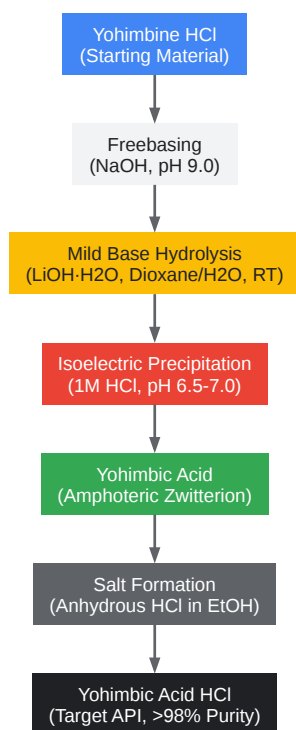 Yohimbine HCl
(Starting Material)
Freebasing
(NaOH, pH 9.0)
Mild Base Hydrolysis
(LiOH·H2O, Dioxane/H2O, RT)
Isoelectric Precipitation
(1M HCl, pH 6.5-7.0)
Yohimbic Acid
(Amphoteric Zwitterion)
Salt Formation
(Anhydrous HCl in EtOH)
Yohimbic Acid HCl
(Target API, >98% Purity)